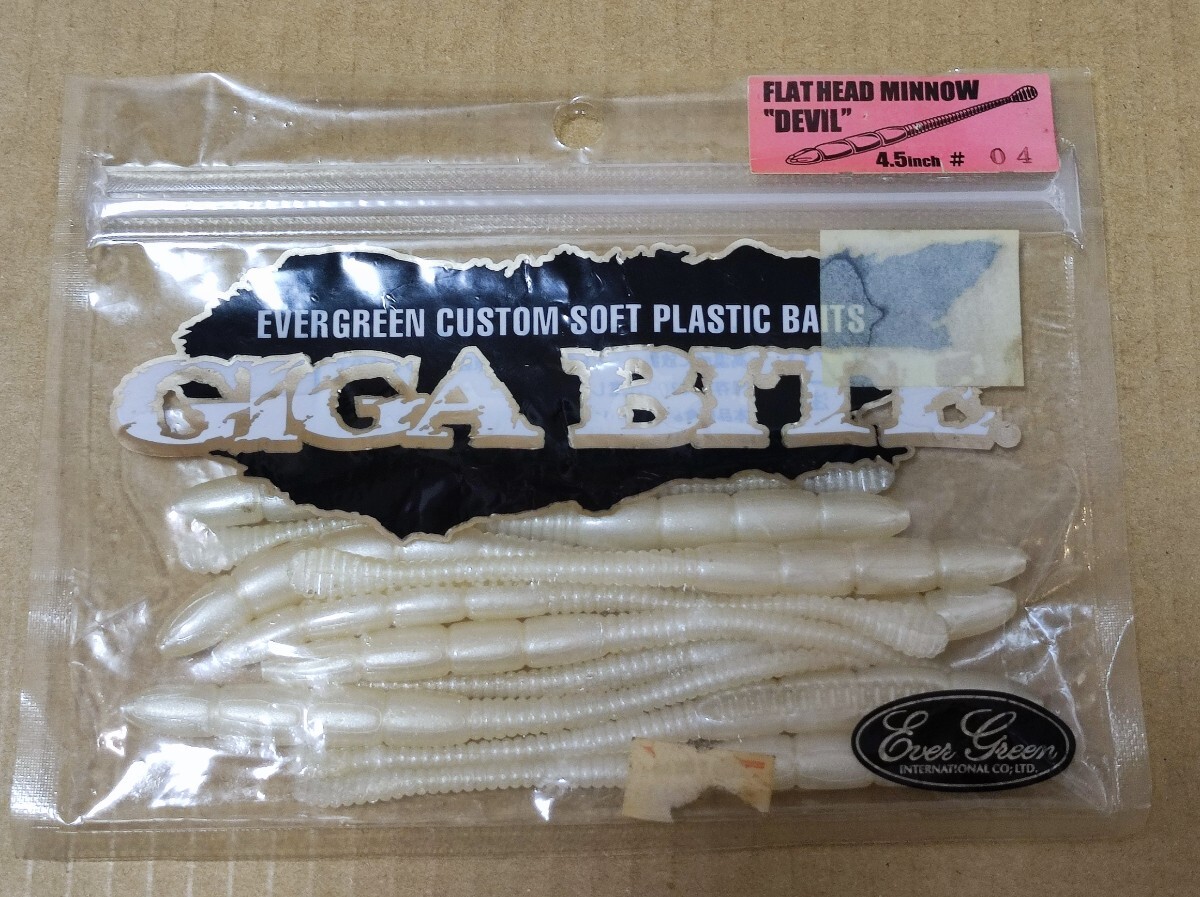 FLAT HEAD MINNOW
"DEVIL"
4.5inch # 04
EVERGREEN CUSTOM SOFT PLASTIC BAITS
GIGA BITE
Ever Green
INTERNATIONAL CO; LTD.